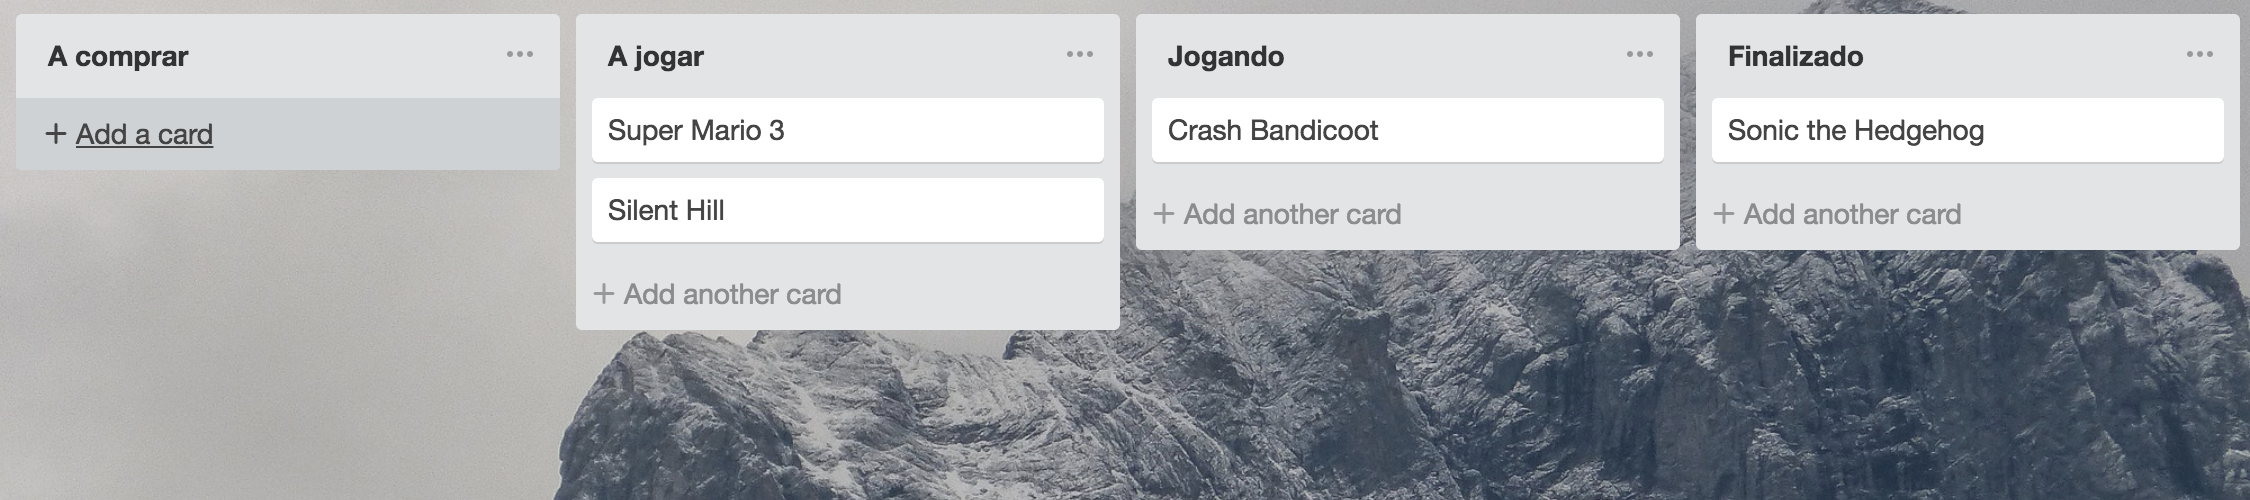 A comprar
+ Add a card
A jogar
Super Mario 3
Silent Hill
+ Add another card
Jogando
Crash Bandicoot
+ Add another card
Finalizado
Sonic the Hedgehog
+ Add another card